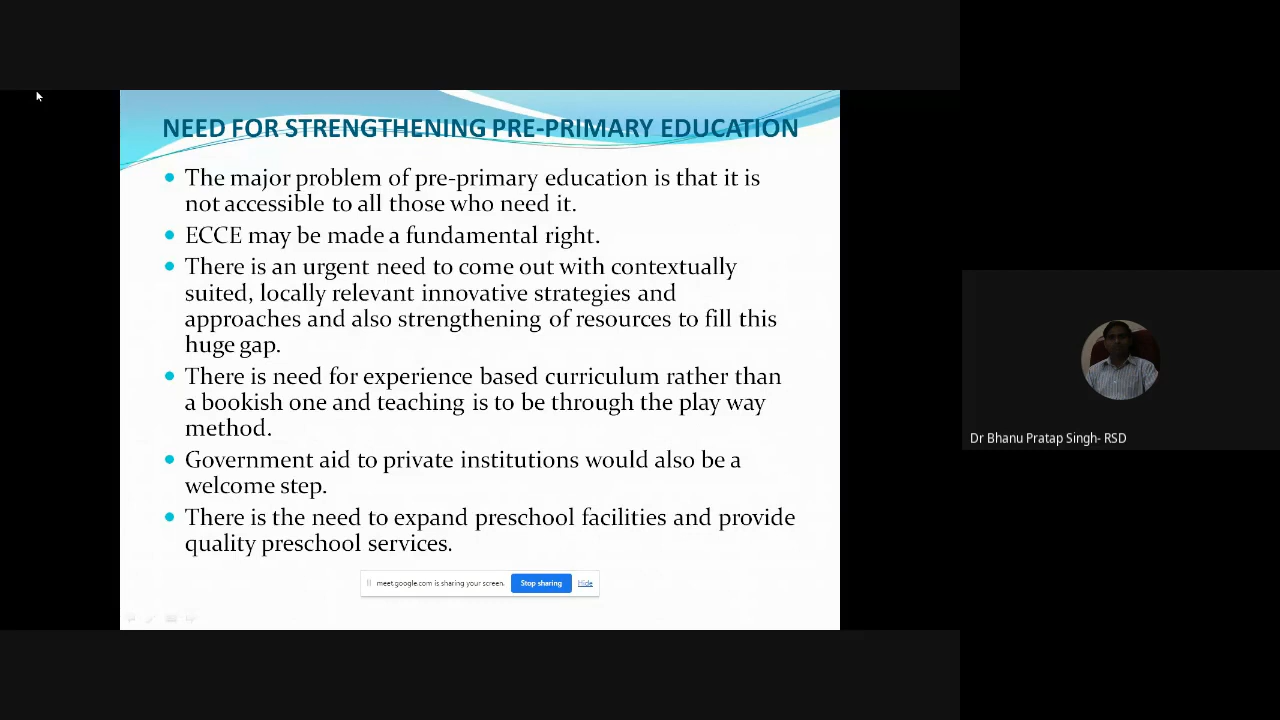 NEED FOR STRENGTHENING PRE-PRIMARY EDUCATION
The major problem of pre-primary education is that it is
not accessible to all those who need it.
ECCE may be made a fundamental right.
There is an urgent need to come out with contextually
suited, locally relevant innovative strategies and
approaches and also strengthening of resources to fill this
huge gap.
There is need for experience based curriculum rather than
a bookish one and teaching is to be through the play way
method.
Government aid to private institutions would also be a
welcome step.
There is the need to expand preschool facilities and provide
quality preschool services.
meet.google.com is sharing your screen. Stop sharing Hide
Dr Bhanu Pratap Singh- RSD